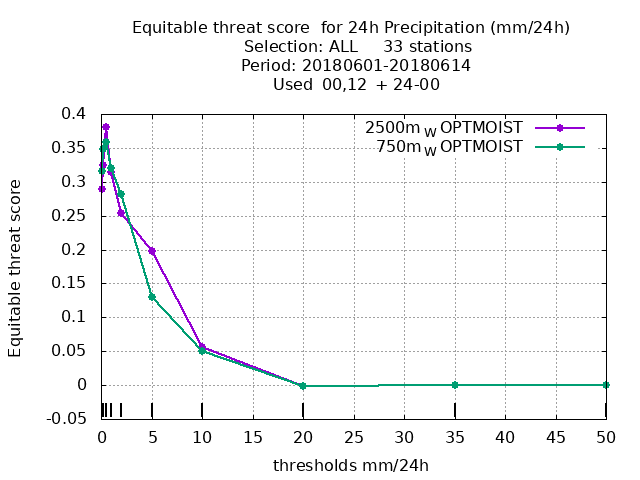 Equitable threat score  for 24h Precipitation (mm/24h)
Selection: ALL     33 stations
Period: 20180601-20180614
Used  00,12  + 24-00
2500m_W OPTMOIST
750m_W OPTMOIST
Equitable threat score
0.4
0.35
0.3
0.25
0.2
0.15
0.1
0.05
0
-0.05
0 5 10 15 20 25 30 35 40 45 50
thresholds mm/24h